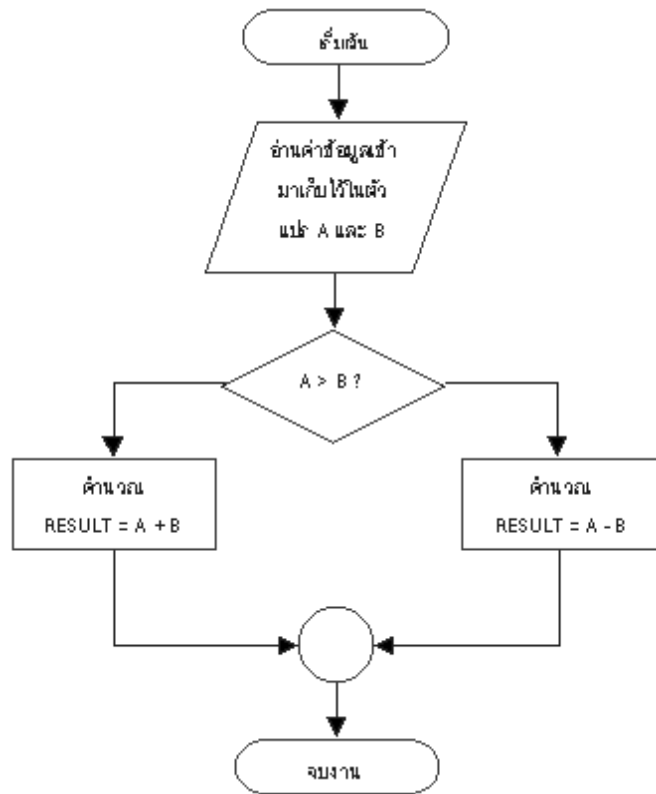 เริ่มต้น
อ่านค่าข้อมูลเข้า
มาเก็บไว้ในตัว
แปร A และ B
A > B ?
คำนวณ
RESULT = A + B
คำนวณ
RESULT = A - B
จบงาน